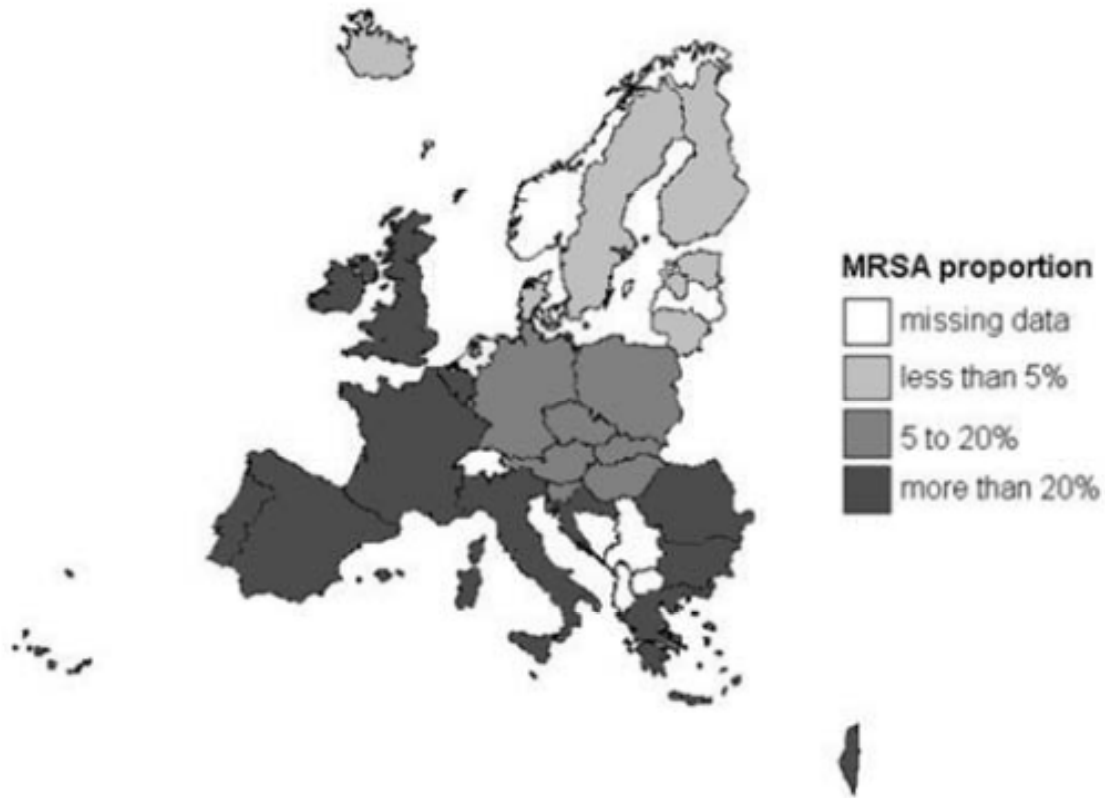 MRSA proportion
missing data
less than 5%
5 to 20%
more than 20%